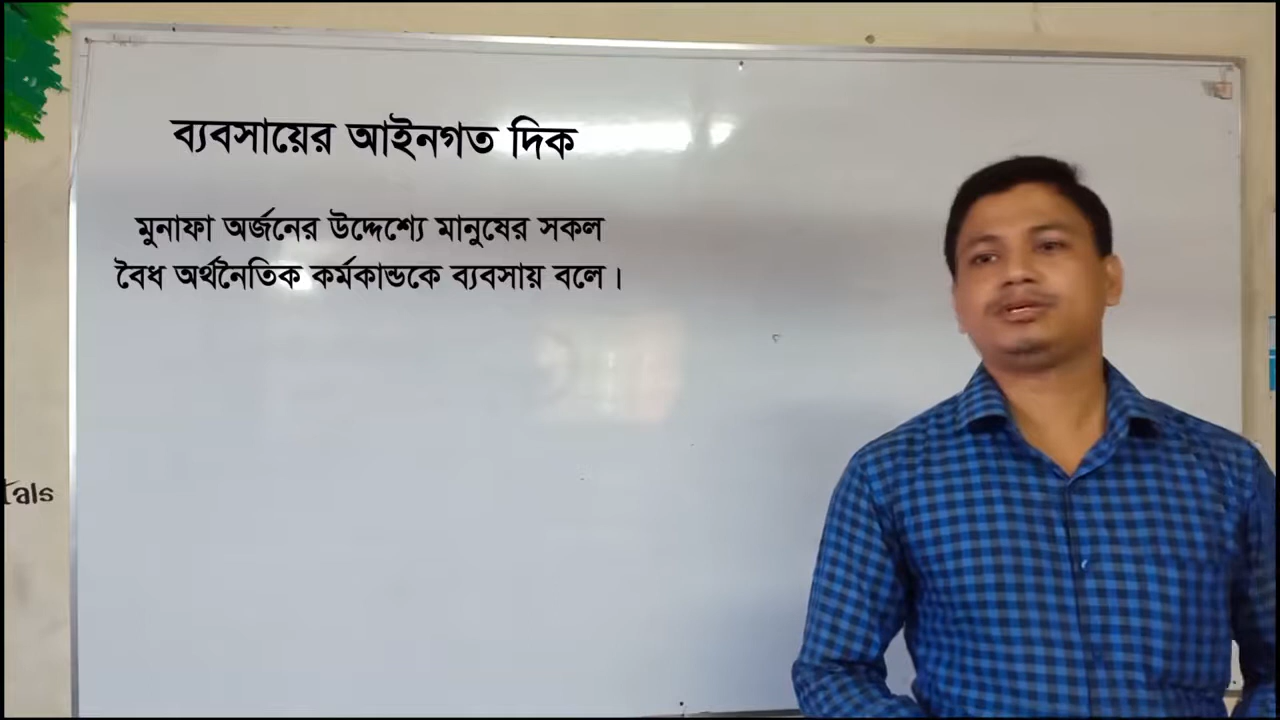 ব্যবসায়ের আইনগত দিক
মুনাফা অর্জনের উদ্দেশ্যে মানুষের সকল
বৈধ অর্থনৈতিক কর্মকান্ডকে ব্যবসায় বলে।